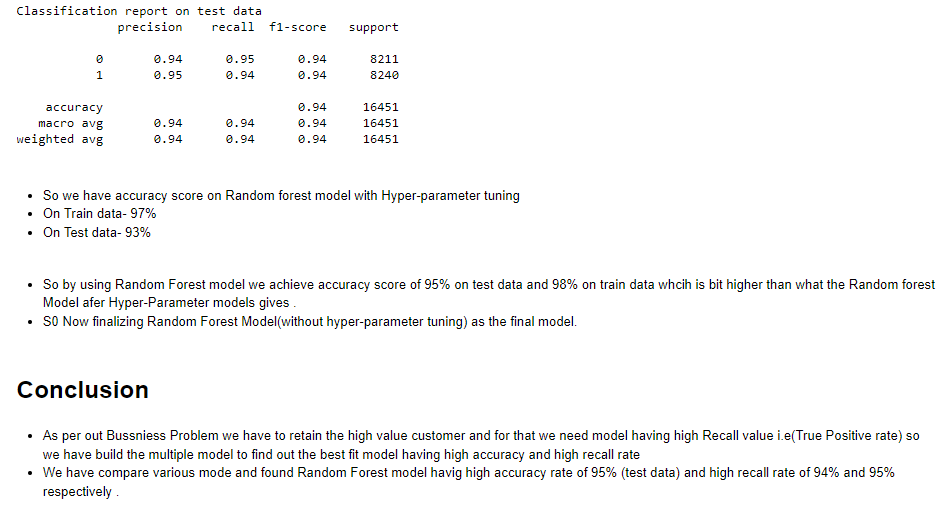 Classification report on test data
precision recall f1-score support
0 0.94 0.95 0.94 8211
1 0.95 0.94 0.94 8240
accuracy 0.94 16451
macro avg 0.94 0.94 0.94 16451
weighted avg 0.94 0.94 0.94 16451
• So we have accuracy score on Random forest model with Hyper-parameter tuning
• On Train data- 97%
• On Test data- 93%
• So by using Random Forest model we achieve accuracy score of 95% on test data and 98% on train data whcih is bit higher than what the Random forest
Model afer Hyper-Parameter models gives .
• S0 Now finalizing Random Forest Model(without hyper-parameter tuning) as the final model.
Conclusion
• As per out Bussniess Problem we have to retain the high value customer and for that we need model having high Recall value i.e(True Positive rate) so
we have build the multiple model to find out the best fit model having high accuracy and high recall rate
• We have compare various mode and found Random Forest model havig high accuracy rate of 95% (test data) and high recall rate of 94% and 95%
respectively .